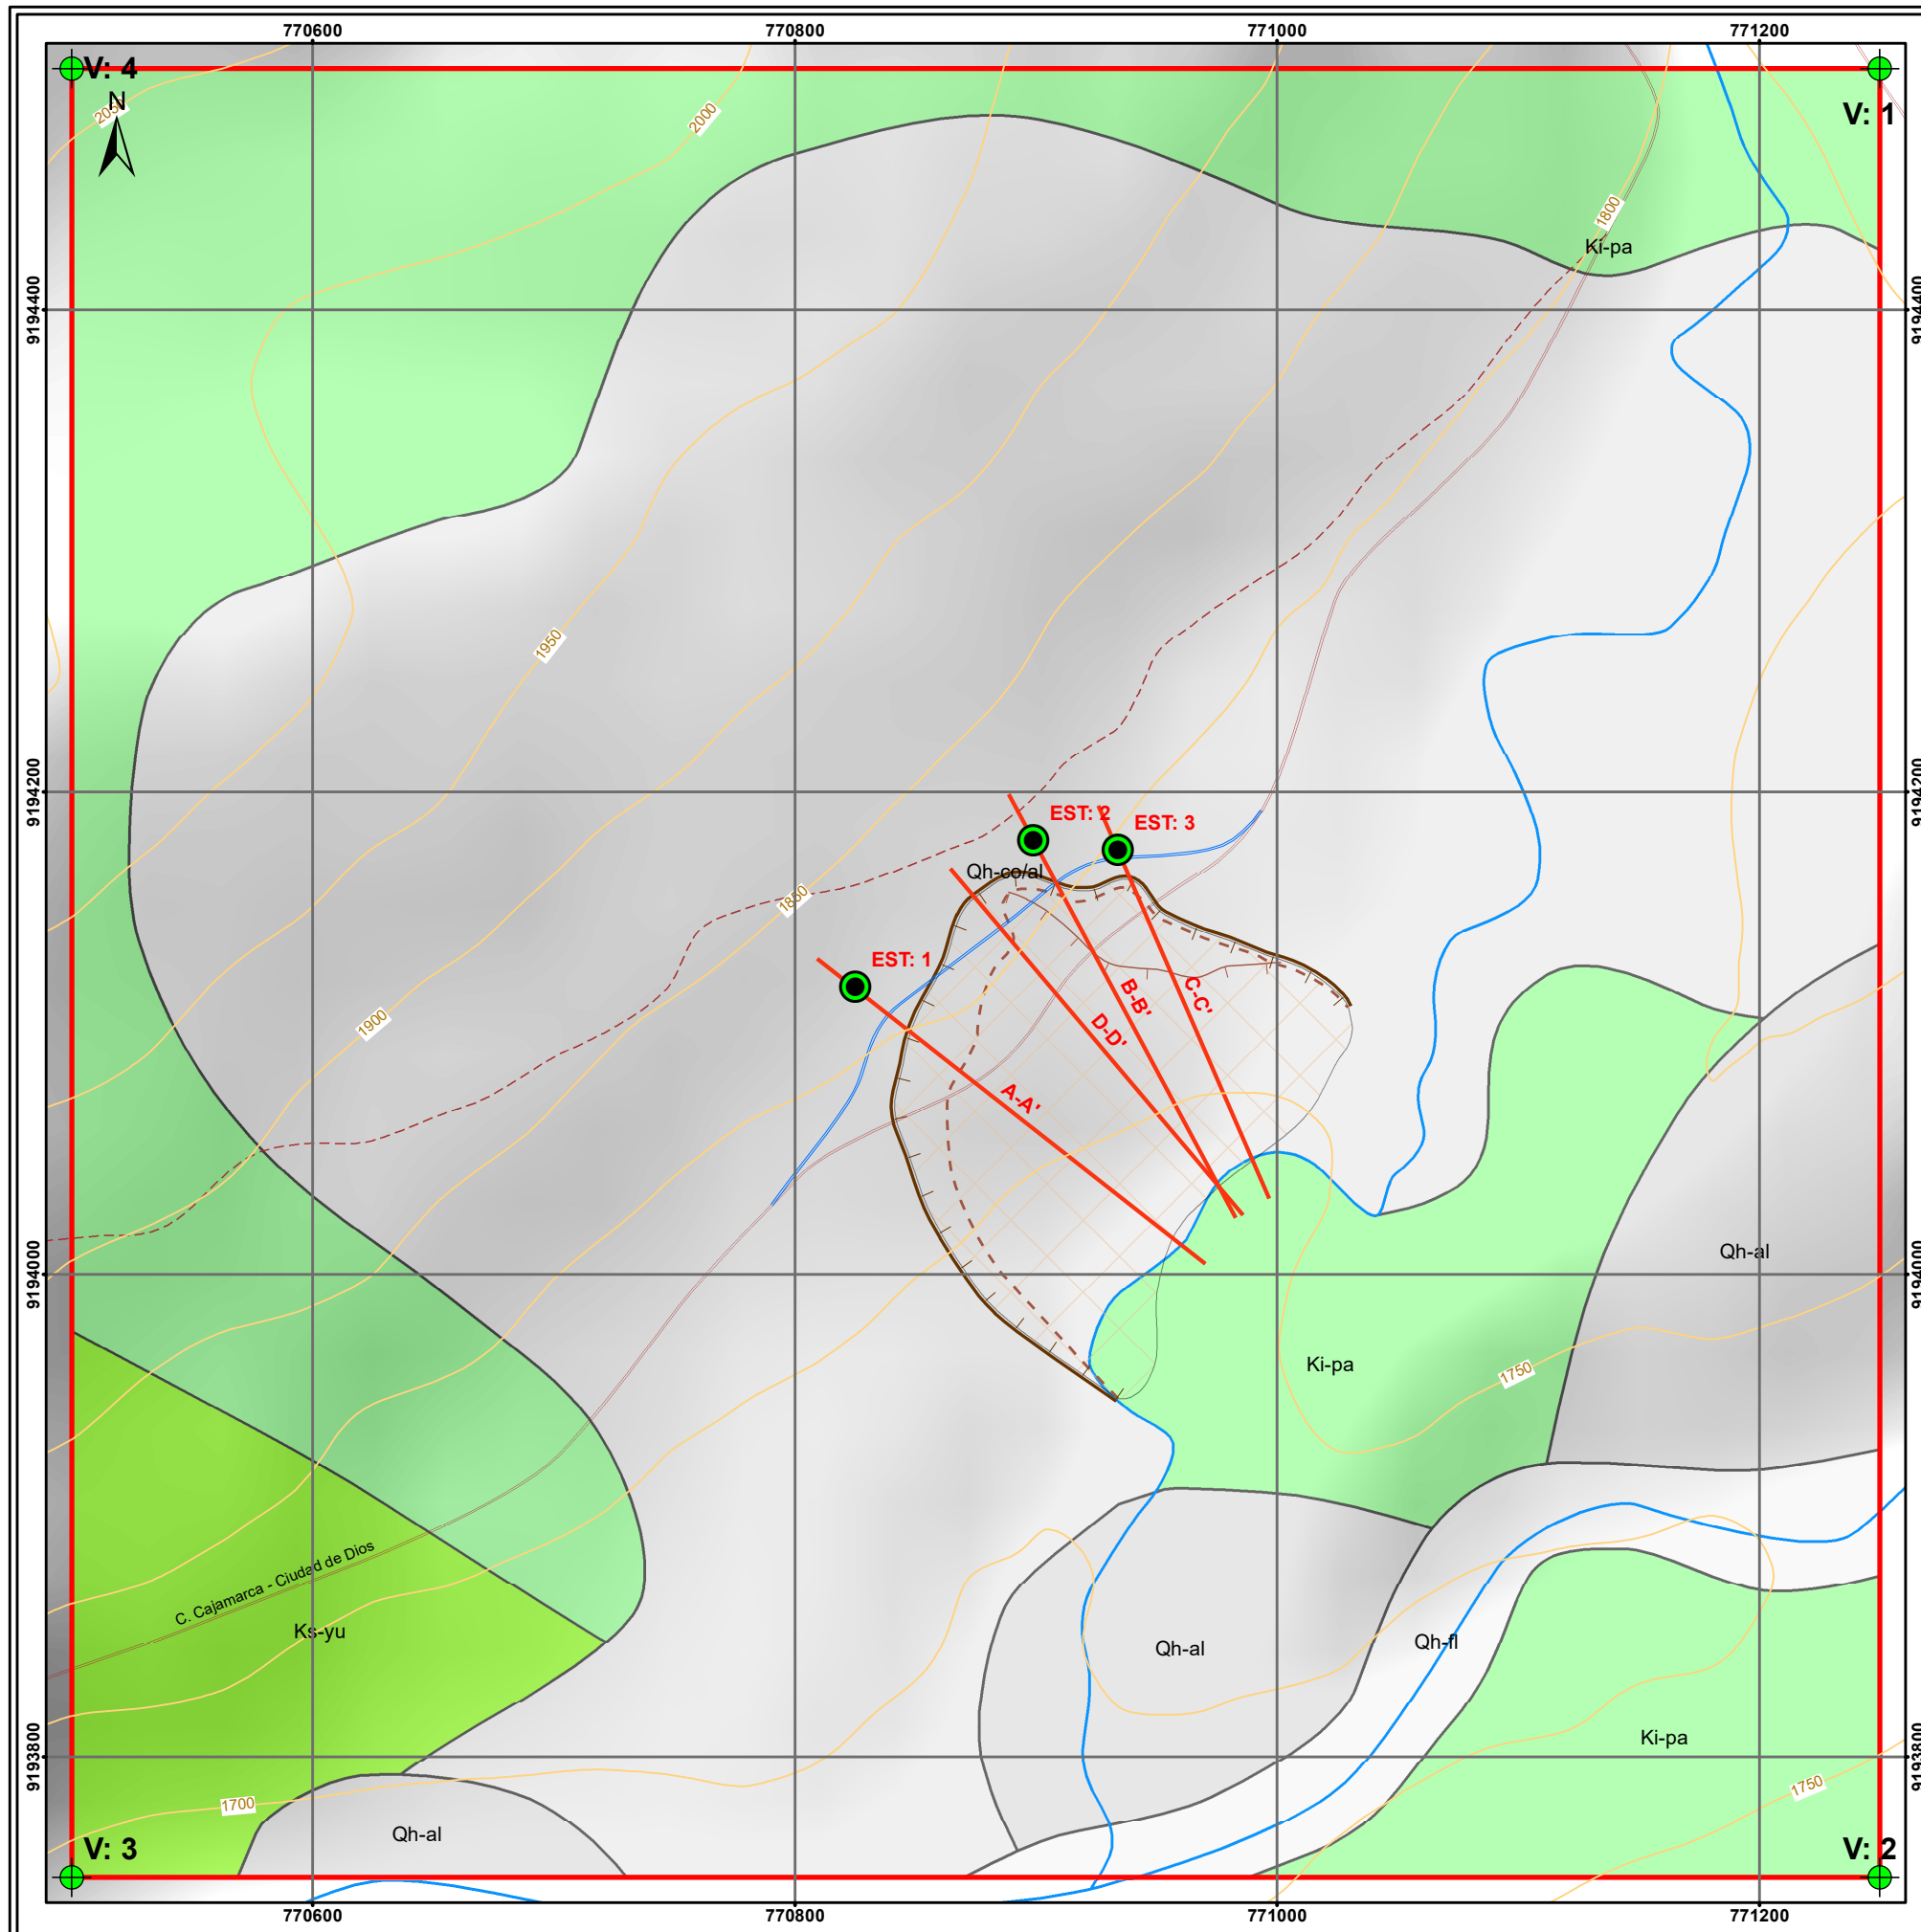 770600 770800 771000 771200
V: 4
V: 1
N
2050
2000
1800
Ki-pa
9194400 9194400
1950
9194200 9194200
EST: 2
EST: 3
Qh-co/al
1850
EST: 1
B-B'
C-C'
D-D'
1900
A-A'
Qh-al
9194000 9194000
Ki-pa
1750
C. Cajamarca - Ciudad de Dios
Ks-yu
Qh-al
Qh-fl
Ki-pa
9193800 9193800
1750
1700
Qh-al
V: 3
V: 2
770600 770800 771000 771200